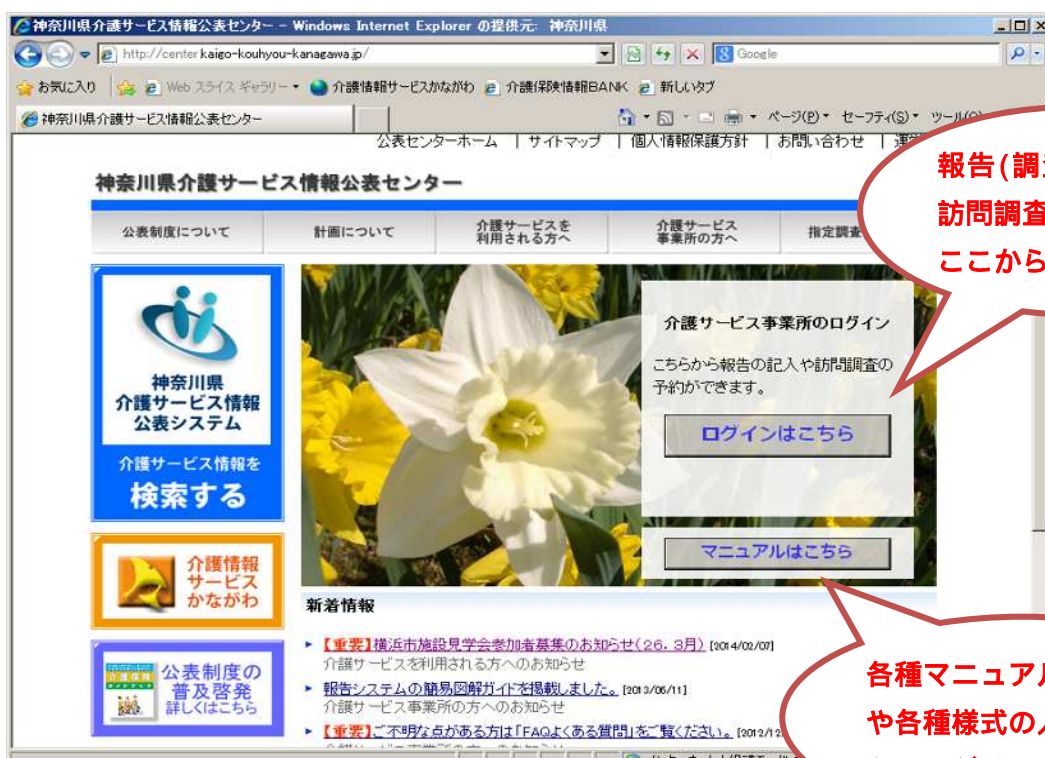 神奈川県介護サービス情報公表センター - Windows Internet Explorer の提供元: 神奈川県
http://center.kaigo-kouhyou-kanagawa.jp/
Google
お気に入り
Web スライス ギャラリー
介護情報サービスかながわ
介護保険情報BANK
新しいタブ
神奈川県介護サービス情報公表センター
ページ(P)
セーフティ(S)
公表センターホーム | サイトマップ | 個人情報保護方針 | お問い合わせ |
神奈川県介護サービス情報公表センター
公表制度について
計画について
介護サービスを
利用される方へ
介護サービス
事業所の方へ
指定調査
報告(調
訪問調査
ここから
神奈川県
介護サービス情報
公表システム
介護サービス情報を
検索する
介護サービス事業所のログイン
こちらから報告の記入や訪問調査の
予約ができます。
ログインはこちら
マニュアルはこちら
介護情報
サービス
かながわ
公表制度の
普及啓発
詳しくはこちら
新着情報
【重要】横浜市施設見学会参加者募集のお知らせ(26.3月) [2014/02/07]
介護サービスを利用される方へのお知らせ
報告システムの簡易図解ガイドを掲載しました。 [2013/06/11]
介護サービス事業所の方へのお知らせ
【重要】ご不明な点がある方は「FAQよくある質問」をご覧ください。 [2012/12
各種マニュアル
や各種様式の